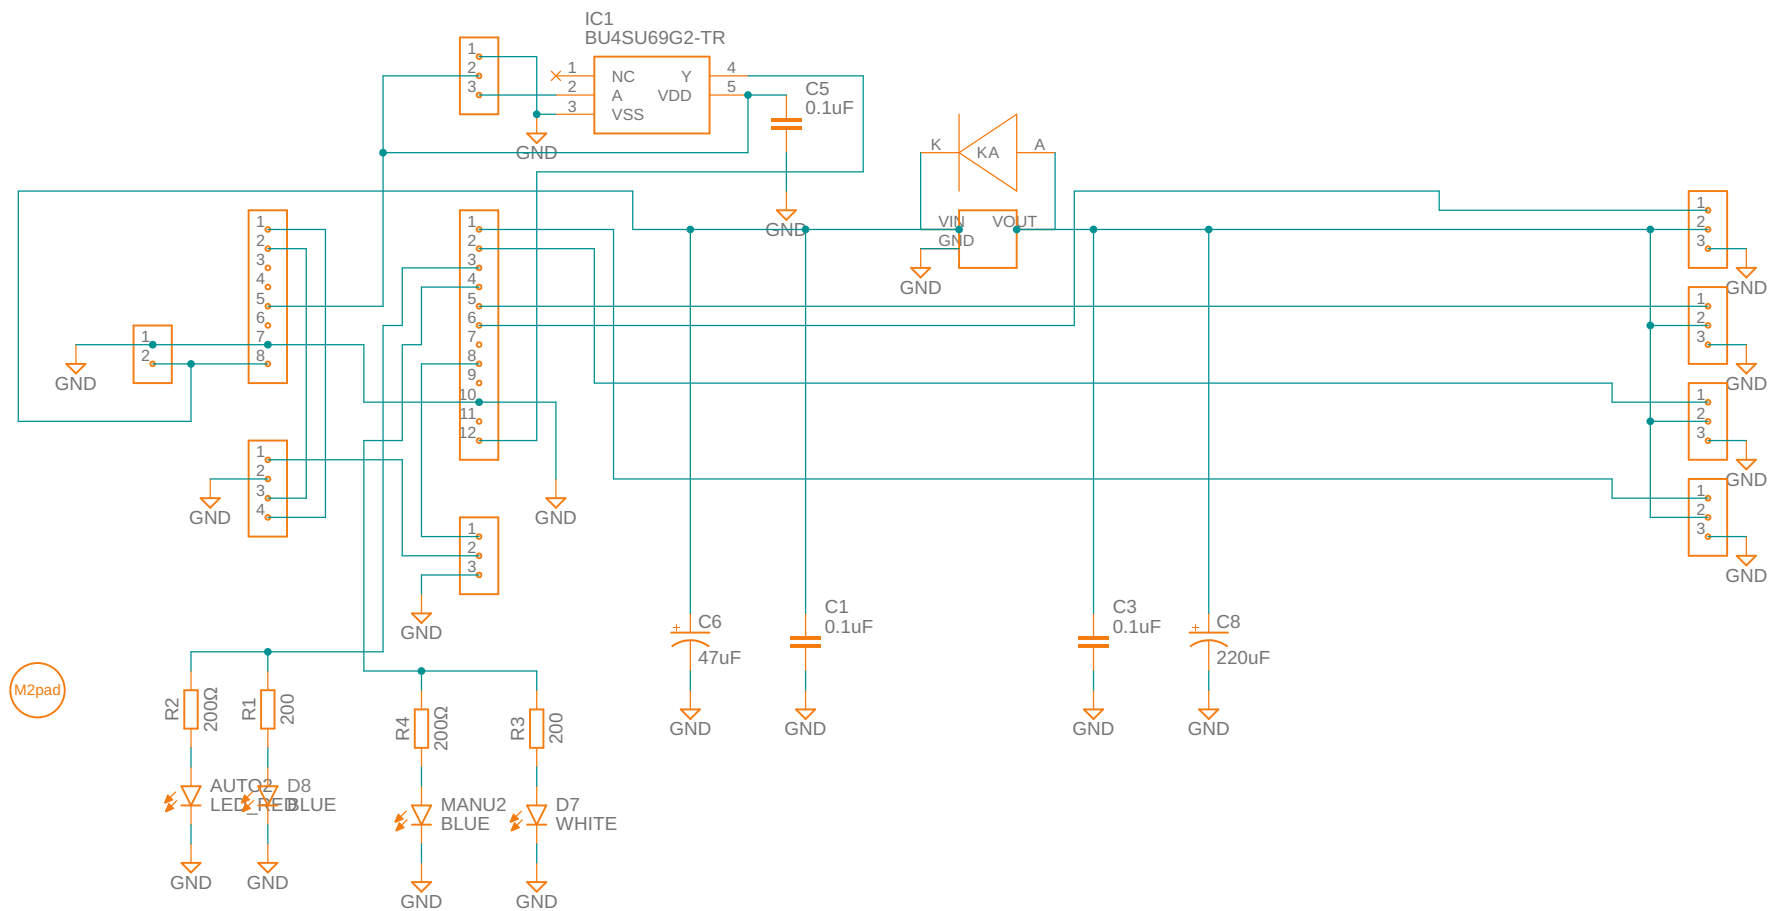 IC1
BU4SU69G2-TR
1
2
3
1
2
3
NC
A
VSS
Y
VDD
4
5
C5
0.1uF
GND
GND
K
KA
A
VIN
GND
VOUT
GND
1
2
3
4
5
6
7
8
1
2
3
4
5
6
7
8
9
10
11
12
1
2
GND
1
2
3
4
GND
GND
1
2
3
GND
1
2
3
GND
1
2
3
GND
1
2
3
GND
1
2
3
GND
C6
47uF
GND
C1
0.1uF
GND
C3
0.1uF
GND
C8
220uF
GND
M2pad
R2
200Ω
R1
200
R4
200Ω
R3
200
AUTO2
LED_RED
D8
BLUE
MANU2
BLUE
D7
WHITE
GND
GND
GND
GND